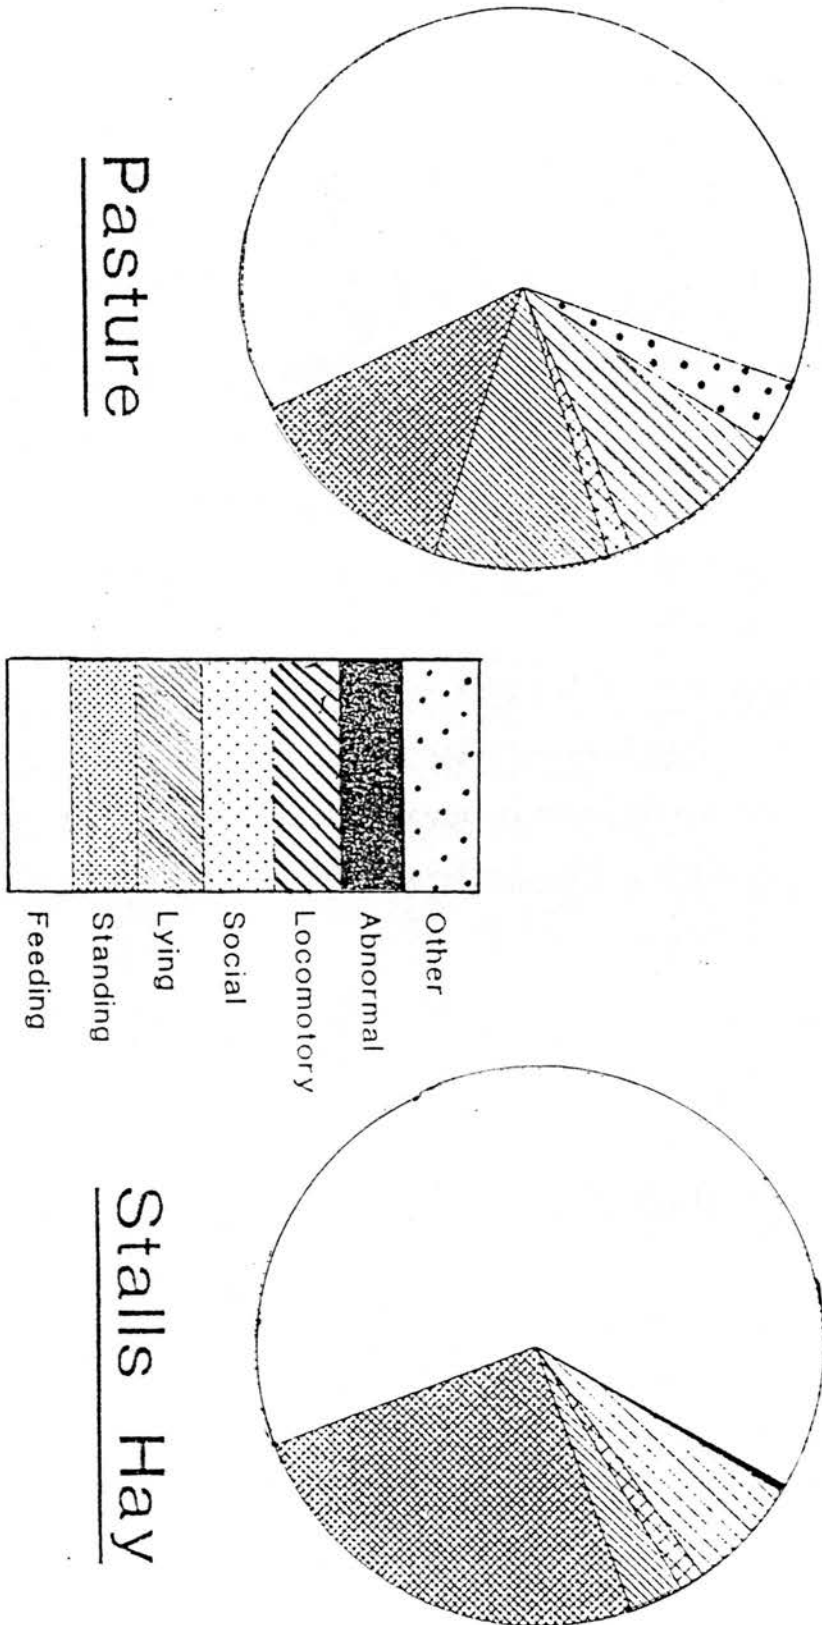 Pasture
Other
Abnormal
Locomotory
Social
Lying
Standing
Feeding
Stalls Hay